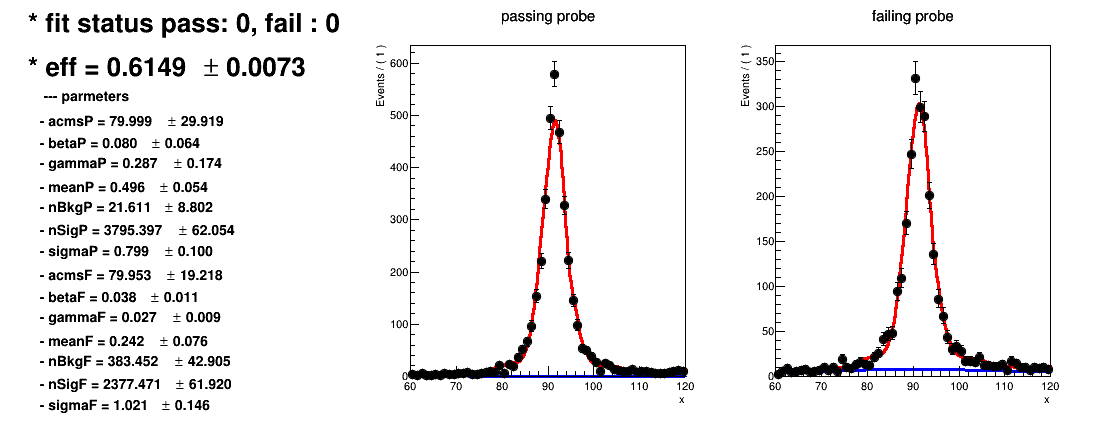 * fit status pass: 0, fail : 0
* eff = 0.6149 ± 0.0073
--- parmeters
- acmsP = 79.999 ± 29.919
- betaP = 0.080 ± 0.064
- gammaP = 0.287 ± 0.174
- meanP = 0.496 ± 0.054
- nBkgP = 21.611 ± 8.802
- nSigP = 3795.397 ± 62.054
- sigmaP = 0.799 ± 0.100
- acmsF = 79.953 ± 19.218
- betaF = 0.038 ± 0.011
- gammaF = 0.027 ± 0.009
- meanF = 0.242 ± 0.076
- nBkgF = 383.452 ± 42.905
- nSigF = 2377.471 ± 61.920
- sigmaF = 1.021 ± 0.146
passing probe
Events / ( 1 )
600
500
400
300
200
100
0
60 70 80 90 100 110 120
x
failing probe
Events / ( 1 )
350
300
250
200
150
100
50
0
60 70 80 90 100 110 120
x